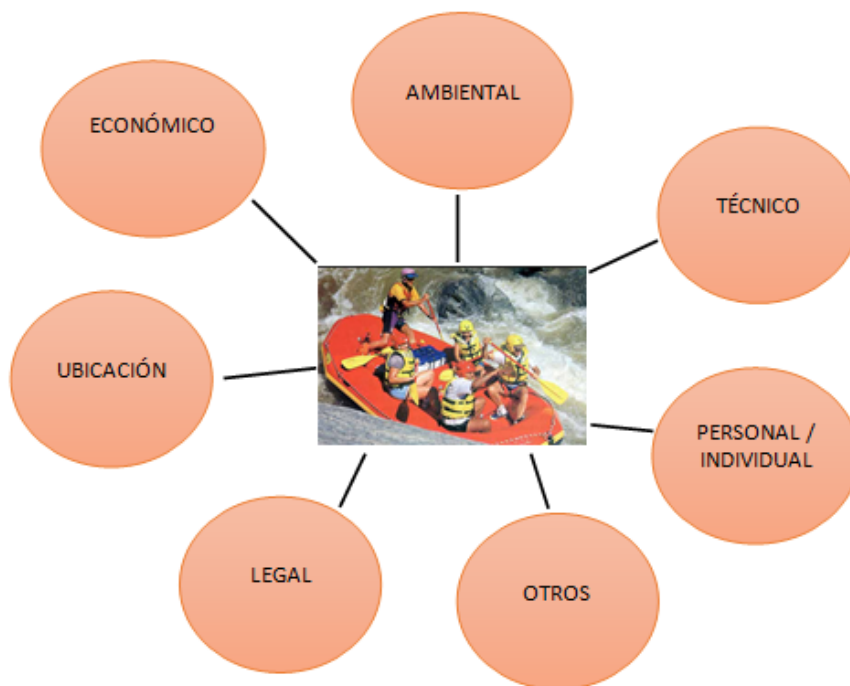 AMBIENTAL
ECONÓMICO
TÉCNICO
UBICACIÓN
PERSONAL /
INDIVIDUAL
LEGAL
OTROS